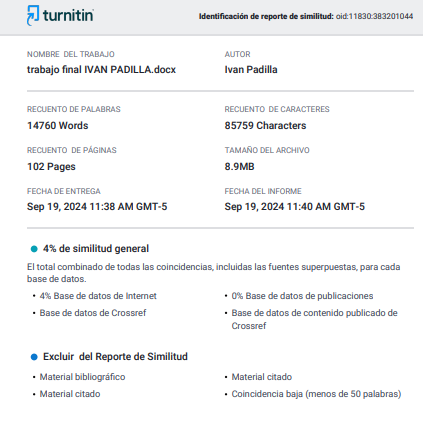 turnitin
Identificación de reporte de similitud: oid:11830:383201044
NOMBRE DEL TRABAJO
AUTOR
trabajo final IVAN PADILLA.docx
Ivan Padilla
RECUENTO DE PALABRAS
RECUENTO DE CARACTERES
14760 Words
85759 Characters
RECUENTO DE PÁGINAS
TAMAÑO DEL ARCHIVO
102 Pages
8.9MB
FECHA DE ENTREGA
FECHA DEL INFORME
Sep 19, 2024 11:38 AM GMT-5
Sep 19, 2024 11:40 AM GMT-5
4% de similitud general
El total combinado de todas las coincidencias, incluidas las fuentes superpuestas, para cada
base de datos.
• 4% Base de datos de Internet
• 0% Base de datos de publicaciones
• Base de datos de Crossref
• Base de datos de contenido publicado de
Crossref
Excluir del Reporte de Similitud
• Material bibliográfico
• Material citado
• Material citado
• Coincidencia baja (menos de 50 palabras)